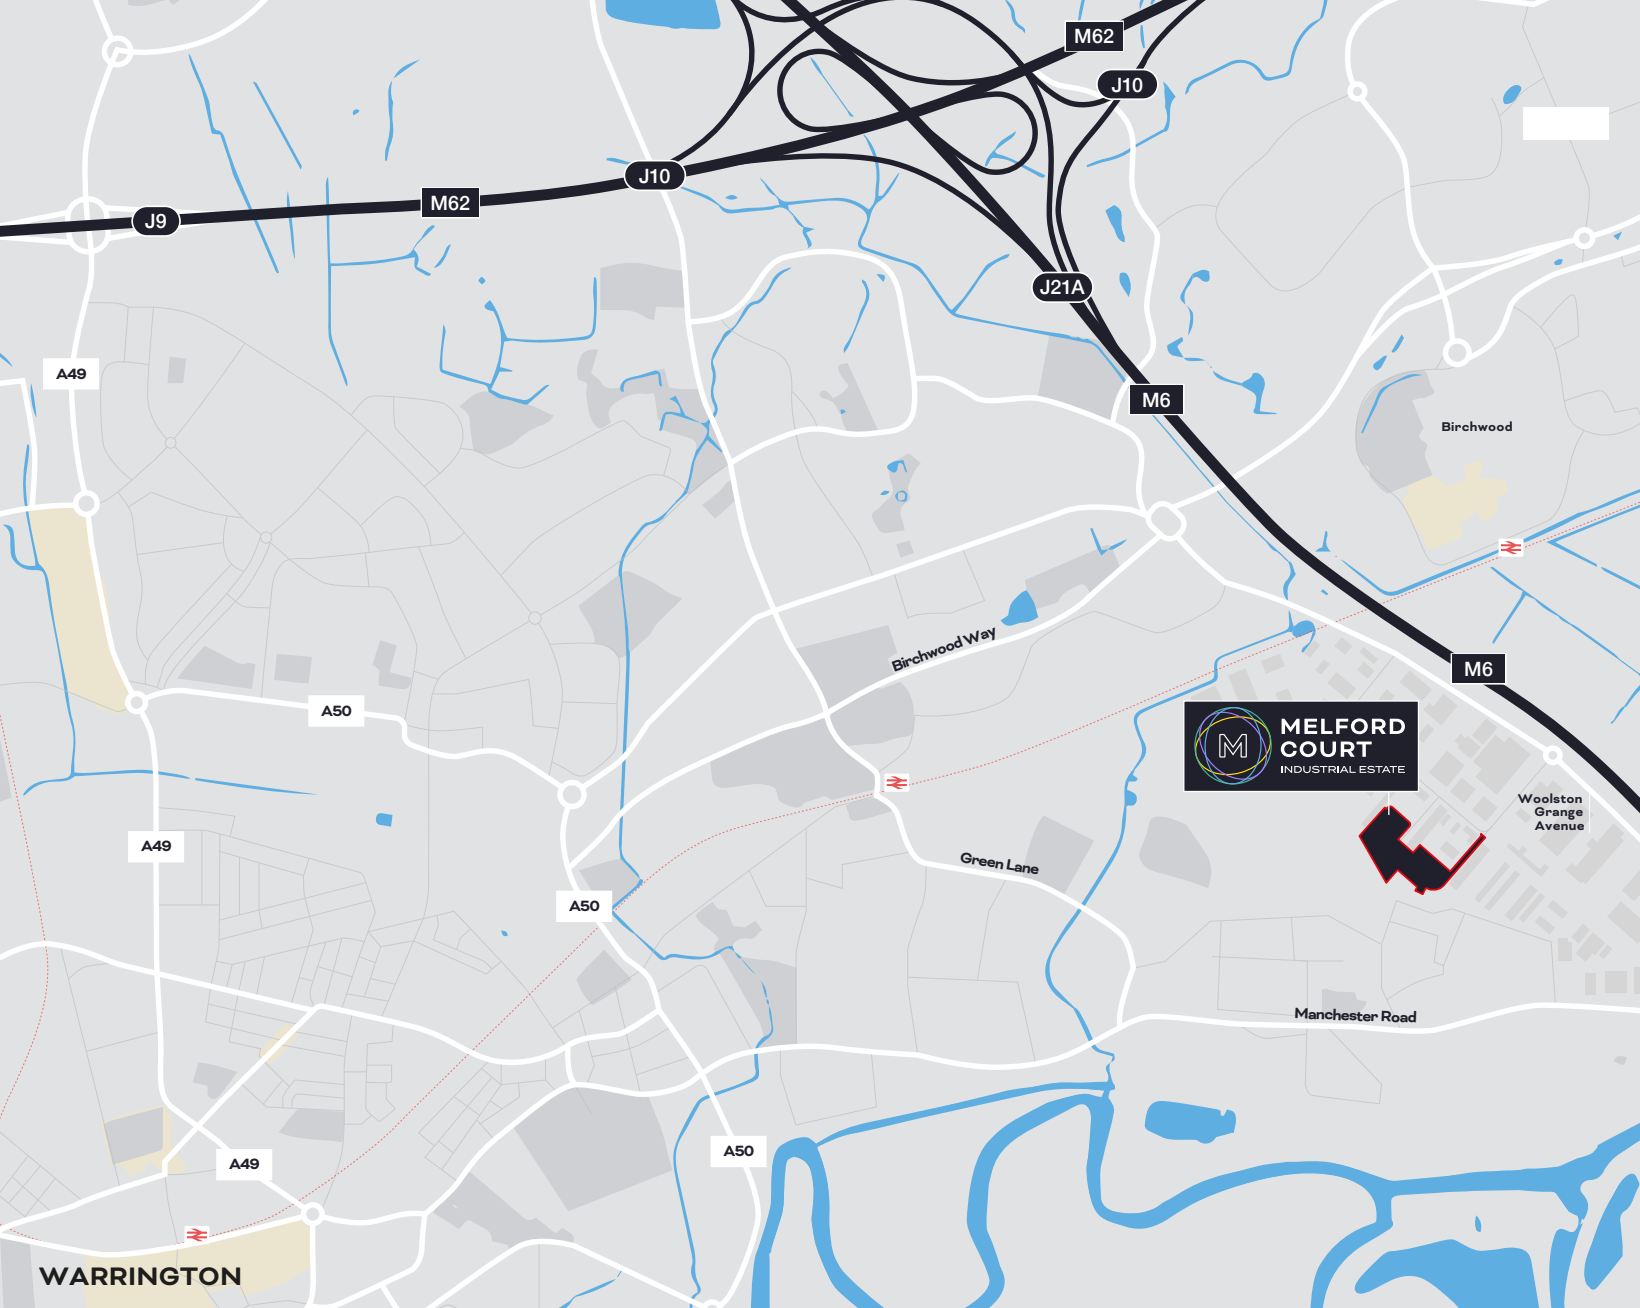 M62
J10
J10
M62
J9
J21A
A49
M6
Birchwood
Birchwood Way
M6
A50
MELFORD
COURT
INDUSTRIAL ESTATE
M
Woolston
Grange
Avenue
A49
Green Lane
A50
Manchester Road
A50
A49
WARRINGTON